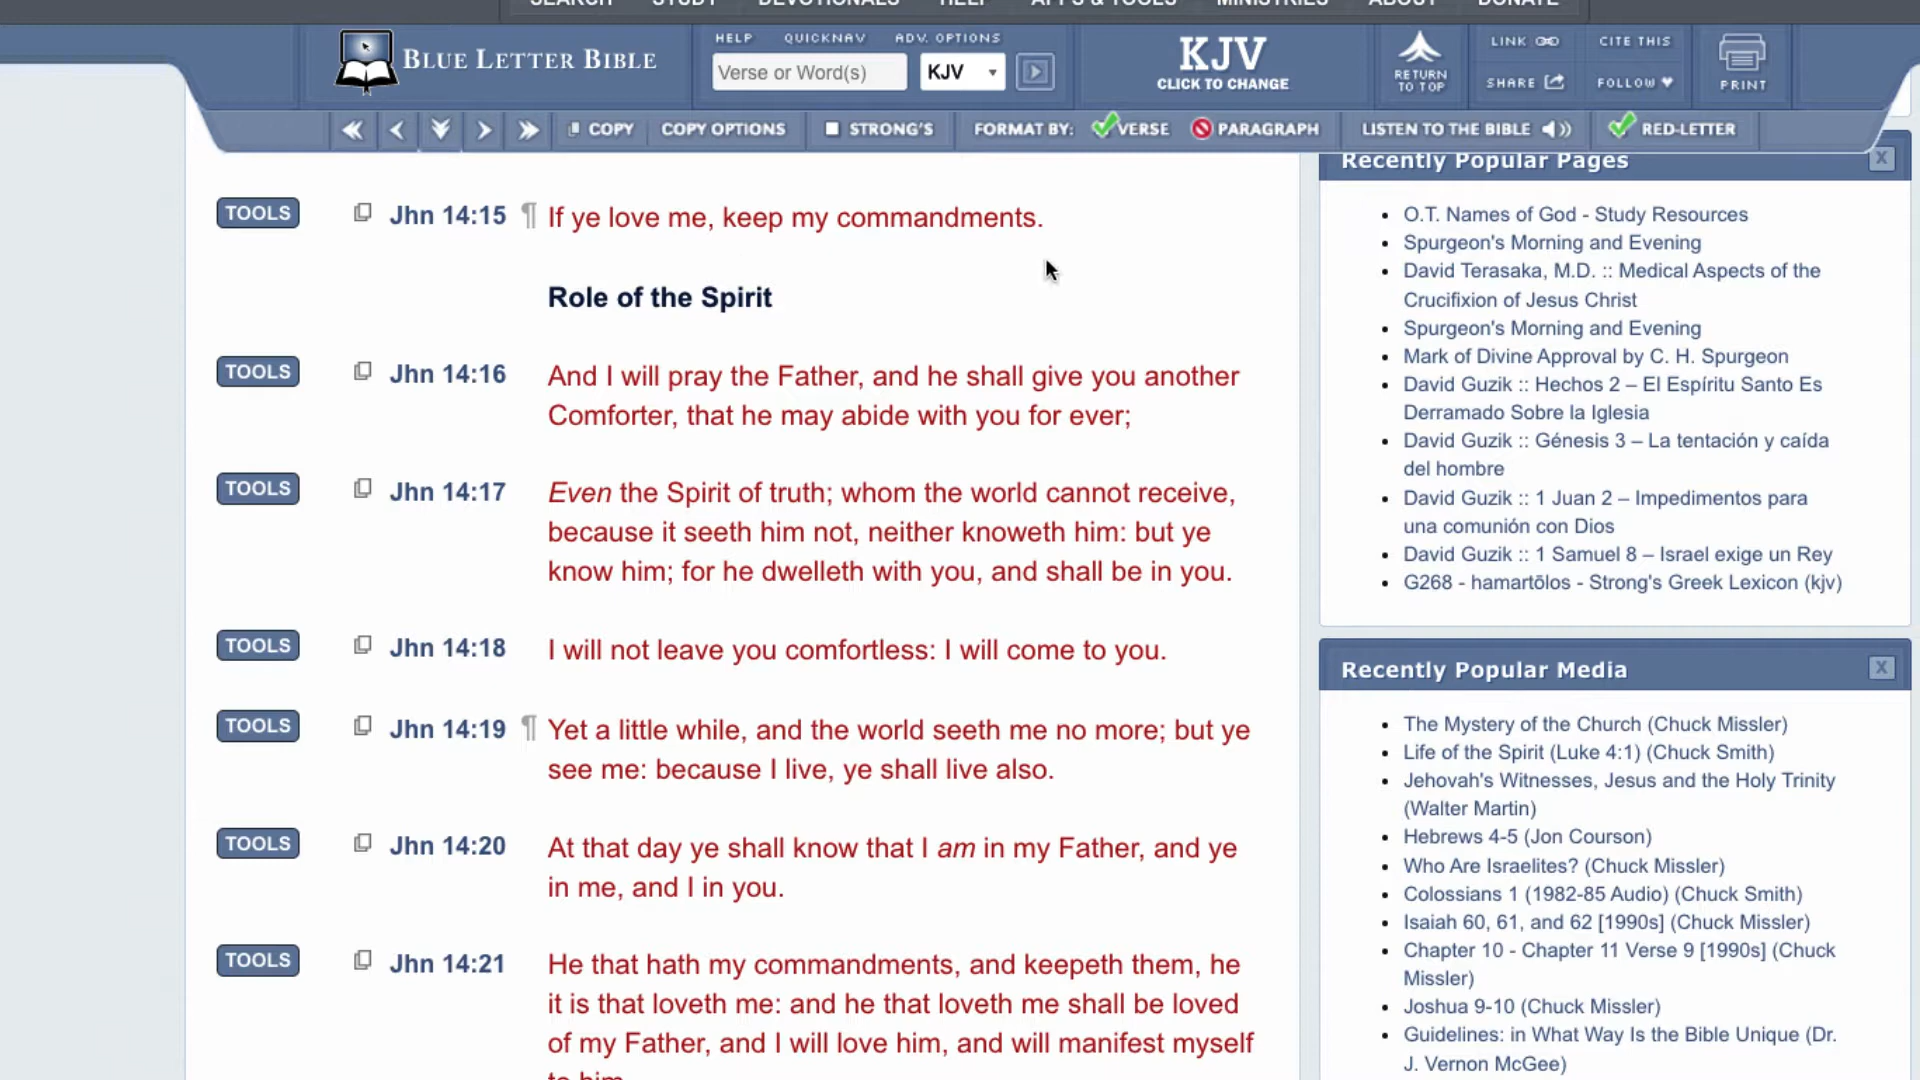 SEARCH STUDY DEVOTIONALS HELP APPS & TOOLS MINISTRIES ABOUT DONATE
BLUE LETTER BIBLE
HELP QUICKNAV ADV. OPTIONS
Verse or Word(s) KJV
KJV
CLICK TO CHANGE
RETURN
TO TOP
LINK
SHARE
CITE THIS
FOLLOW
PRINT
COPY COPY OPTIONS STRONG'S FORMAT BY: VERSE PARAGRAPH LISTEN TO THE BIBLE RED-LETTER
TOOLS Jhn 14:15 ¶ If ye love me, keep my commandments.
Role of the Spirit
TOOLS Jhn 14:16 And I will pray the Father, and he shall give you another
Comforter, that he may abide with you for ever;
TOOLS Jhn 14:17 Even the Spirit of truth; whom the world cannot receive,
because it seeth him not, neither knoweth him: but ye
know him; for he dwelleth with you, and shall be in you.
TOOLS Jhn 14:18 I will not leave you comfortless: I will come to you.
TOOLS Jhn 14:19 ¶ Yet a little while, and the world seeth me no more; but ye
see me: because I live, ye shall live also.
TOOLS Jhn 14:20 At that day ye shall know that I am in my Father, and ye
in me, and I in you.
TOOLS Jhn 14:21 He that hath my commandments, and keepeth them, he
it is that loveth me: and he that loveth me shall be loved
of my Father, and I will love him, and will manifest myself
to him.
Recently Popular Pages X
• O.T. Names of God - Study Resources
• Spurgeon's Morning and Evening
• David Terasaka, M.D. :: Medical Aspects of the
Crucifixion of Jesus Christ
• Spurgeon's Morning and Evening
• Mark of Divine Approval by C. H. Spurgeon
• David Guzik :: Hechos 2 – El Espíritu Santo Es
Derramado Sobre la Iglesia
• David Guzik :: Génesis 3 – La tentación y caída
del hombre
• David Guzik :: 1 Juan 2 – Impedimentos para
una comunión con Dios
• David Guzik :: 1 Samuel 8 – Israel exige un Rey
• G268 - hamartōlos - Strong's Greek Lexicon (kjv)
Recently Popular Media X
• The Mystery of the Church (Chuck Missler)
• Life of the Spirit (Luke 4:1) (Chuck Smith)
• Jehovah's Witnesses, Jesus and the Holy Trinity
(Walter Martin)
• Hebrews 4-5 (Jon Courson)
• Who Are Israelites? (Chuck Missler)
• Colossians 1 (1982-85 Audio) (Chuck Smith)
• Isaiah 60, 61, and 62 [1990s] (Chuck Missler)
• Chapter 10 - Chapter 11 Verse 9 [1990s] (Chuck
Missler)
• Joshua 9-10 (Chuck Missler)
• Guidelines: in What Way Is the Bible Unique (Dr.
J. Vernon McGee)